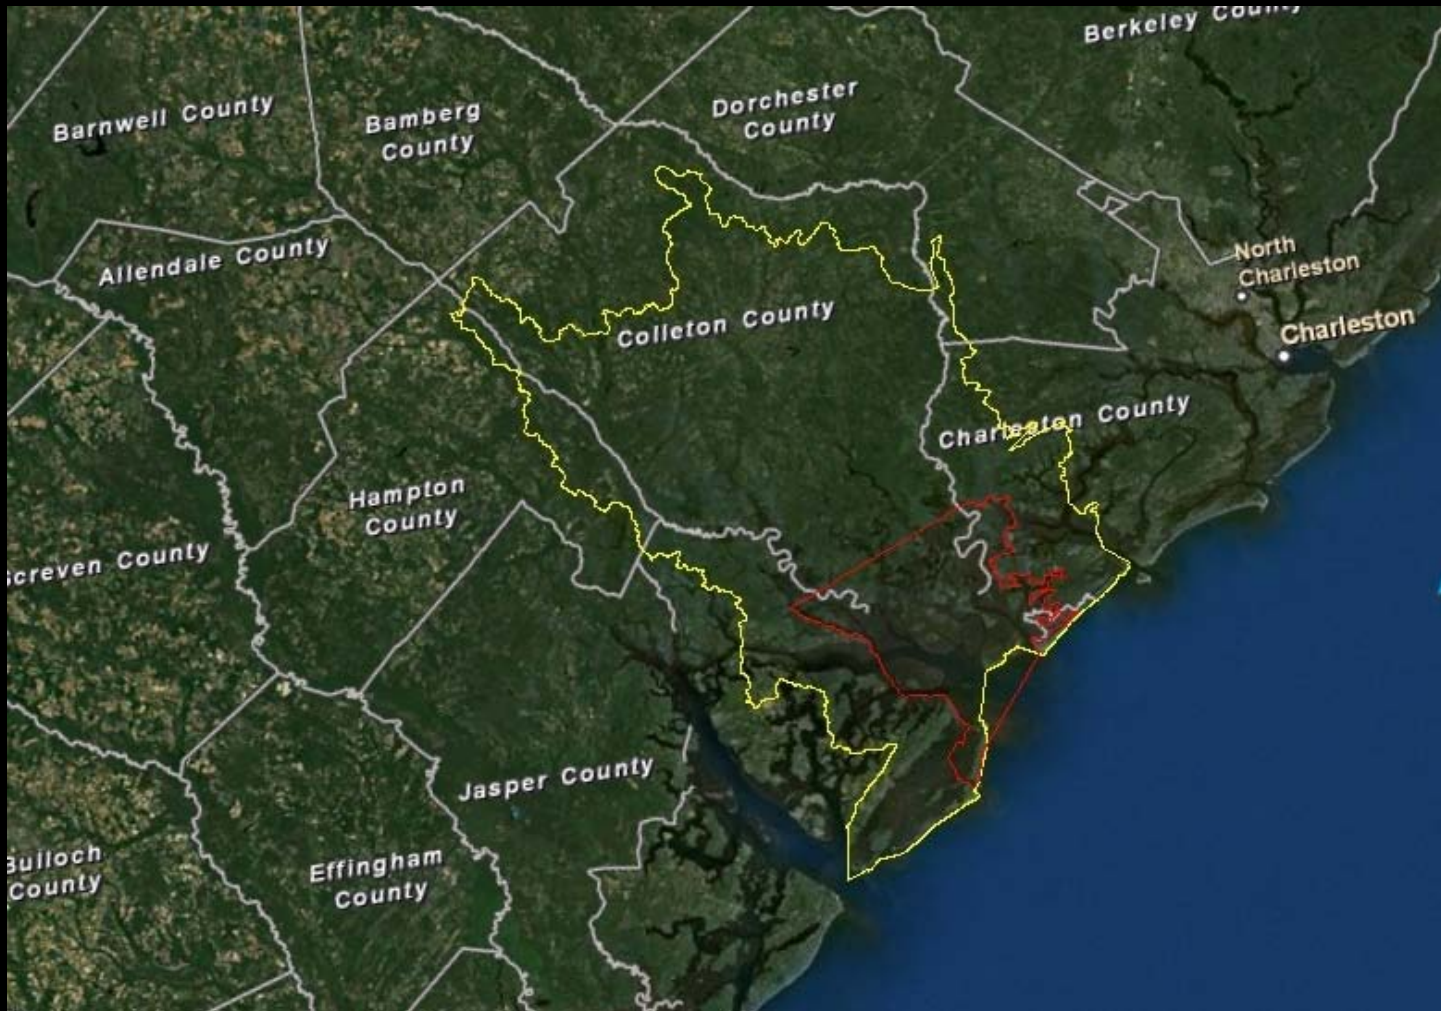 Berkeley County
Dorchester
County
Barnwell County
Bamberg
County
Allendale County
North
Charleston
Colleton County
Charleston
Charleston County
Hampton
County
Screven County
Jasper County
Bulloch
County
Effingham
County